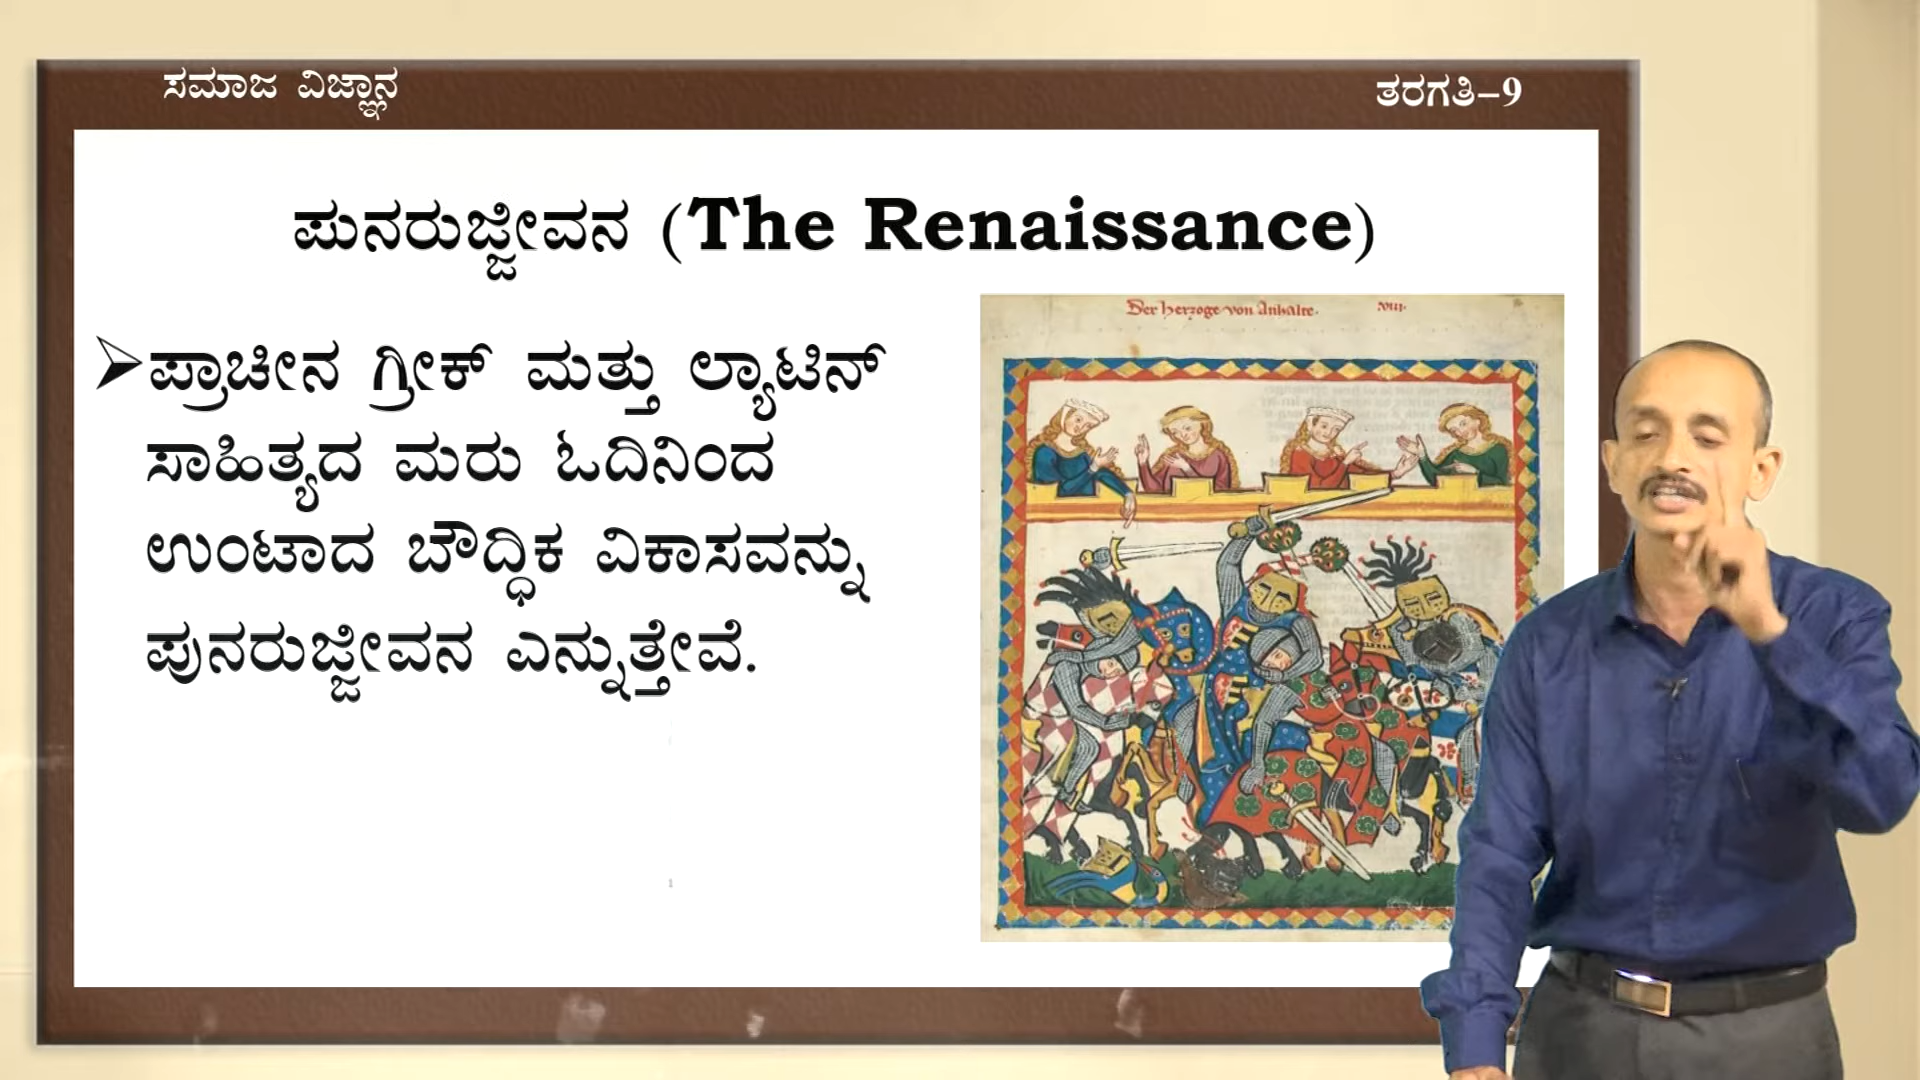 ಸಮಾಜ ವಿಜ್ಞಾನ
ತರಗತಿ–9
ಪುನರುಜ್ಜೀವನ (The Renaissance)
➤ಪ್ರಾಚೀನ ಗ್ರೀಕ್ ಮತ್ತು ಲ್ಯಾಟಿನ್
ಸಾಹಿತ್ಯದ ಮರು ಓದಿನಿಂದ
ಉಂಟಾದ ಬೌದ್ಧಿಕ ವಿಕಾಸವನ್ನು
ಪುನರುಜ್ಜೀವನ ಎನ್ನುತ್ತೇವೆ.
Der herzoge von Anhalte.